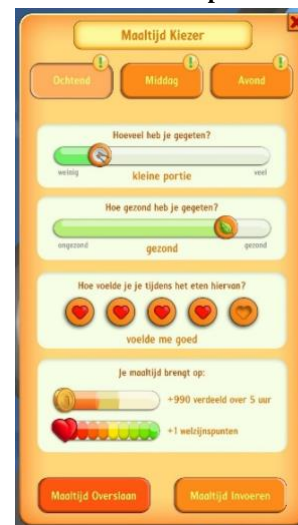 Maaltijd Kiezer
Ochtend
Middag
Avond
Hoeveel heb je gegeten?
weinig
veel
kleine portie
Hoe gezond heb je gegeten?
ongezond
gezond
gezond
Hoe voelde je je tijdens het eten hiervan?
voelde me goed
Je maaltijd brengt op:
+990 verdeeld over 5 uur
+1 welzijnspunten
Maaltijd Overslaan
Maaltijd Invoeren